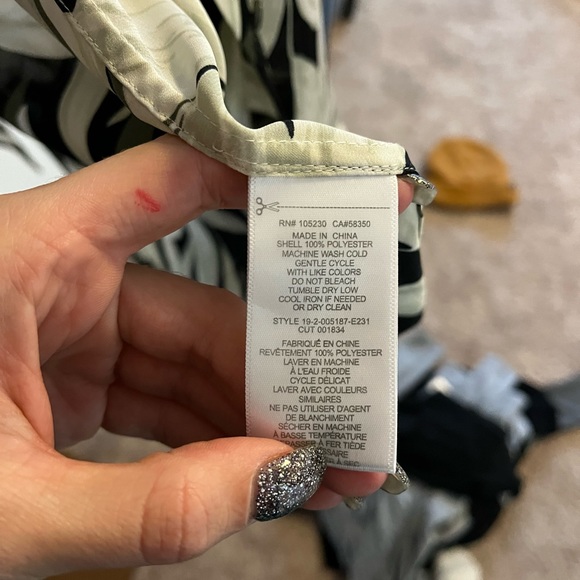 RN# 105230 CA#58350
MADE IN CHINA
SHELL 100% POLYESTER
MACHINE WASH COLD
GENTLE CYCLE
WITH LIKE COLORS
DO NOT BLEACH
TUMBLE DRY LOW
COOL IRON IF NEEDED
OR DRY CLEAN
STYLE 19-2-005187-E231
CUT 001834
FABRIQUÉ EN CHINE
REVÊTEMENT 100% POLYESTER
LAVER EN MACHINE
À L'EAU FROIDE
CYCLE DÉLICAT
LAVER AVEC COULEURS
SIMILAIRES
NE PAS UTILISER D'AGENT
DE BLANCHIMENT
SÉCHER EN MACHINE
À BASSE TEMPÉRATURE
À FER TIÈDE
À SEC